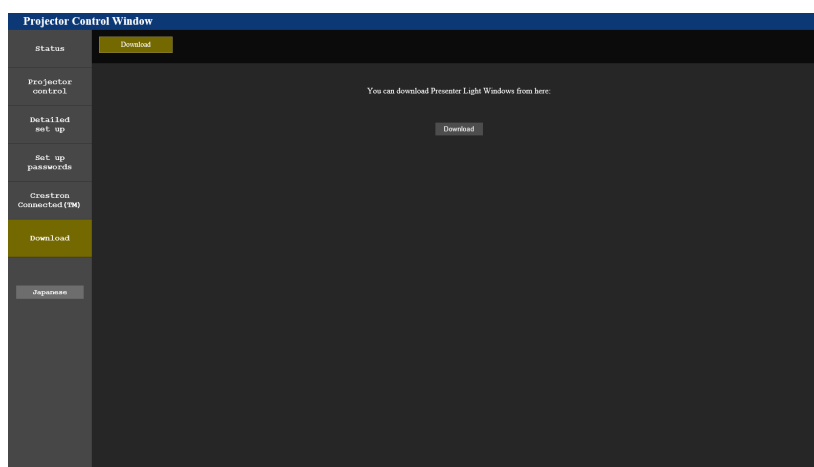 Projector Control Window
Status
Download
Projector
control
You can download Presenter Light Windows from here:
Detailed
set up
Download
Set up
passwords
Crestron
Connected(TM)
Download
Japanese